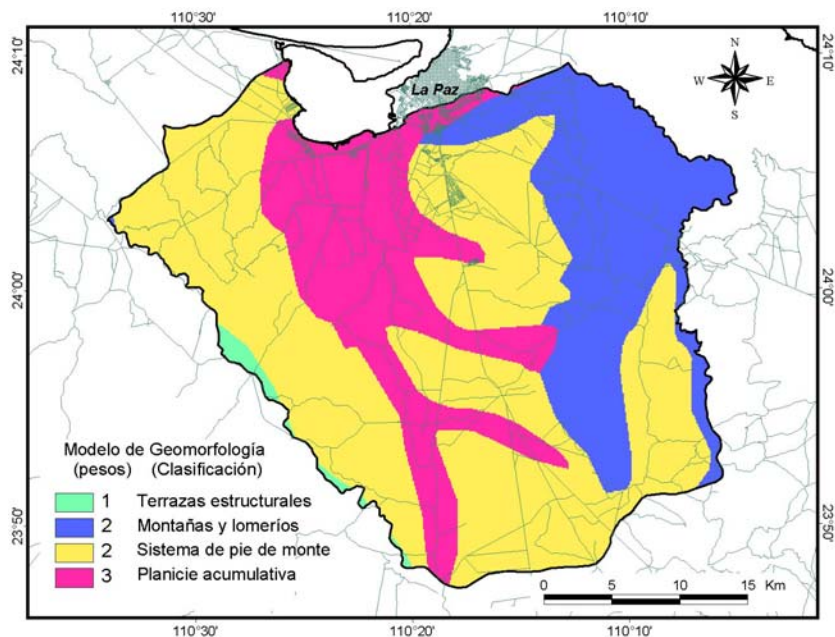 110°30' 110°20' 110°10'
24°10' 24°10'
N
W E
S
La Paz
24°00' 24°00'
23°50' 23°50'
Modelo de Geomorfología
(pesos) (Clasificación)
1 Terrazas estructurales
2 Montañas y lomeríos
2 Sistema de pie de monte
3 Planicie acumulativa
0 5 10 15 Km
110°30' 110°20' 110°10'